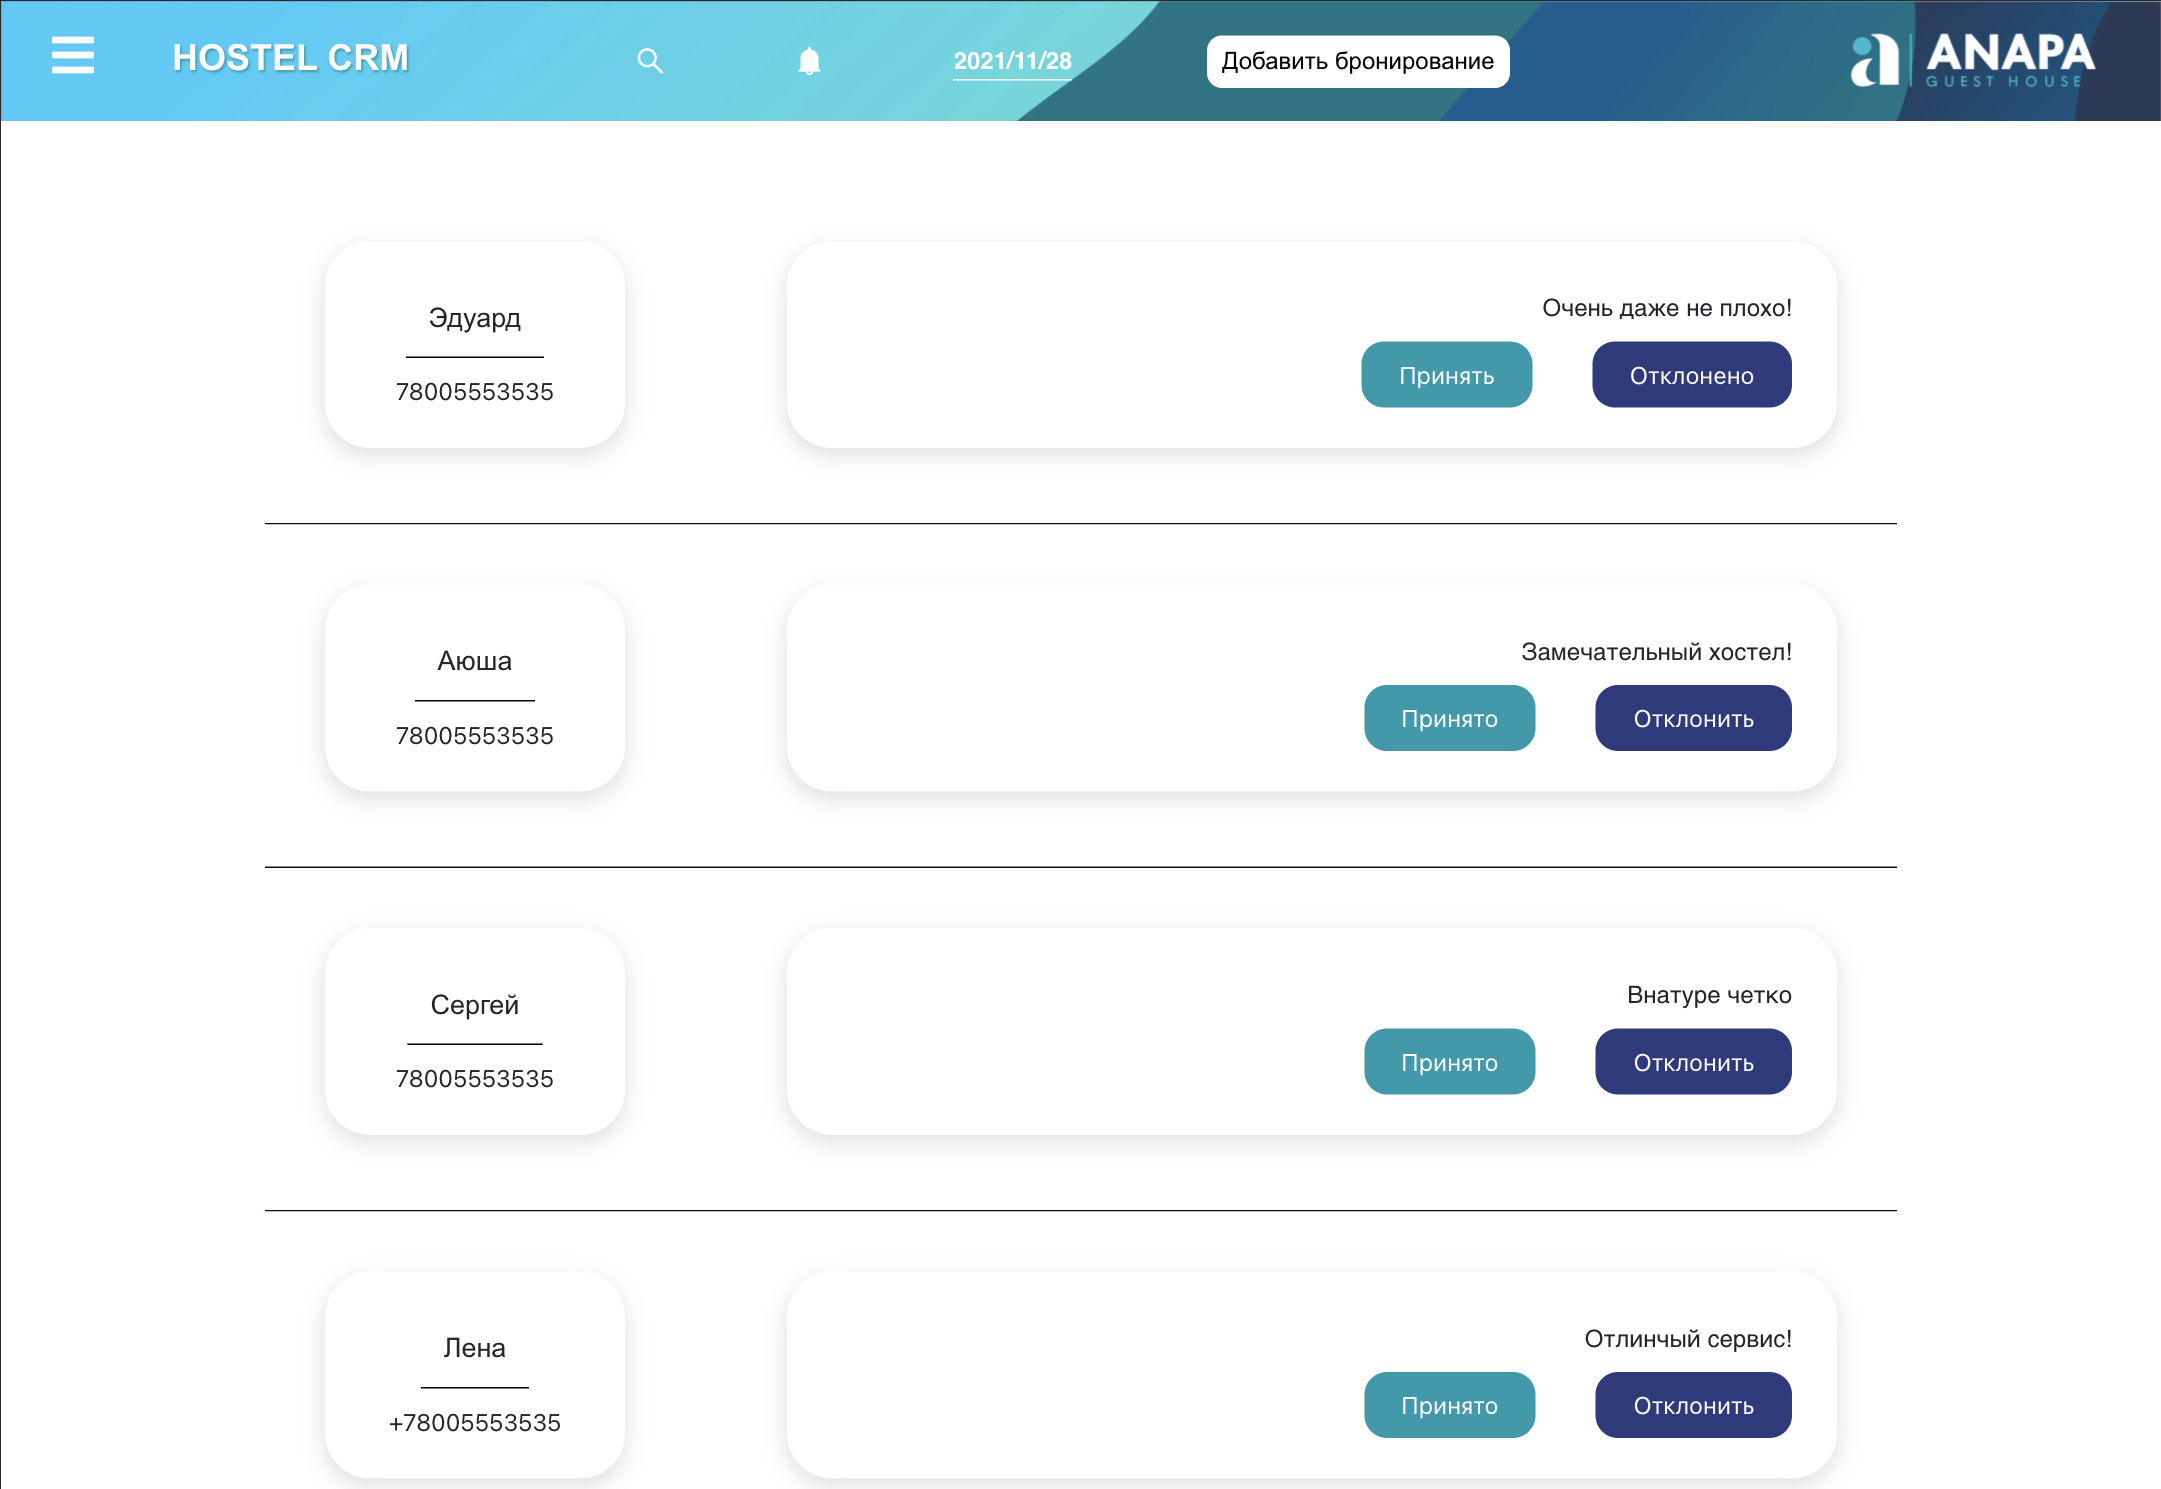 HOSTEL CRM
2021/11/28
Добавить бронирование
ANAPA
GUEST HOUSE
Эдуард
78005553535
Очень даже не плохо!
Принять
Отклонено
Аюша
78005553535
Замечательный хостел!
Принято
Отклонить
Сергей
78005553535
Внатуре четко
Принято
Отклонить
Лена
+78005553535
Отлинчый сервис!
Принято
Отклонить